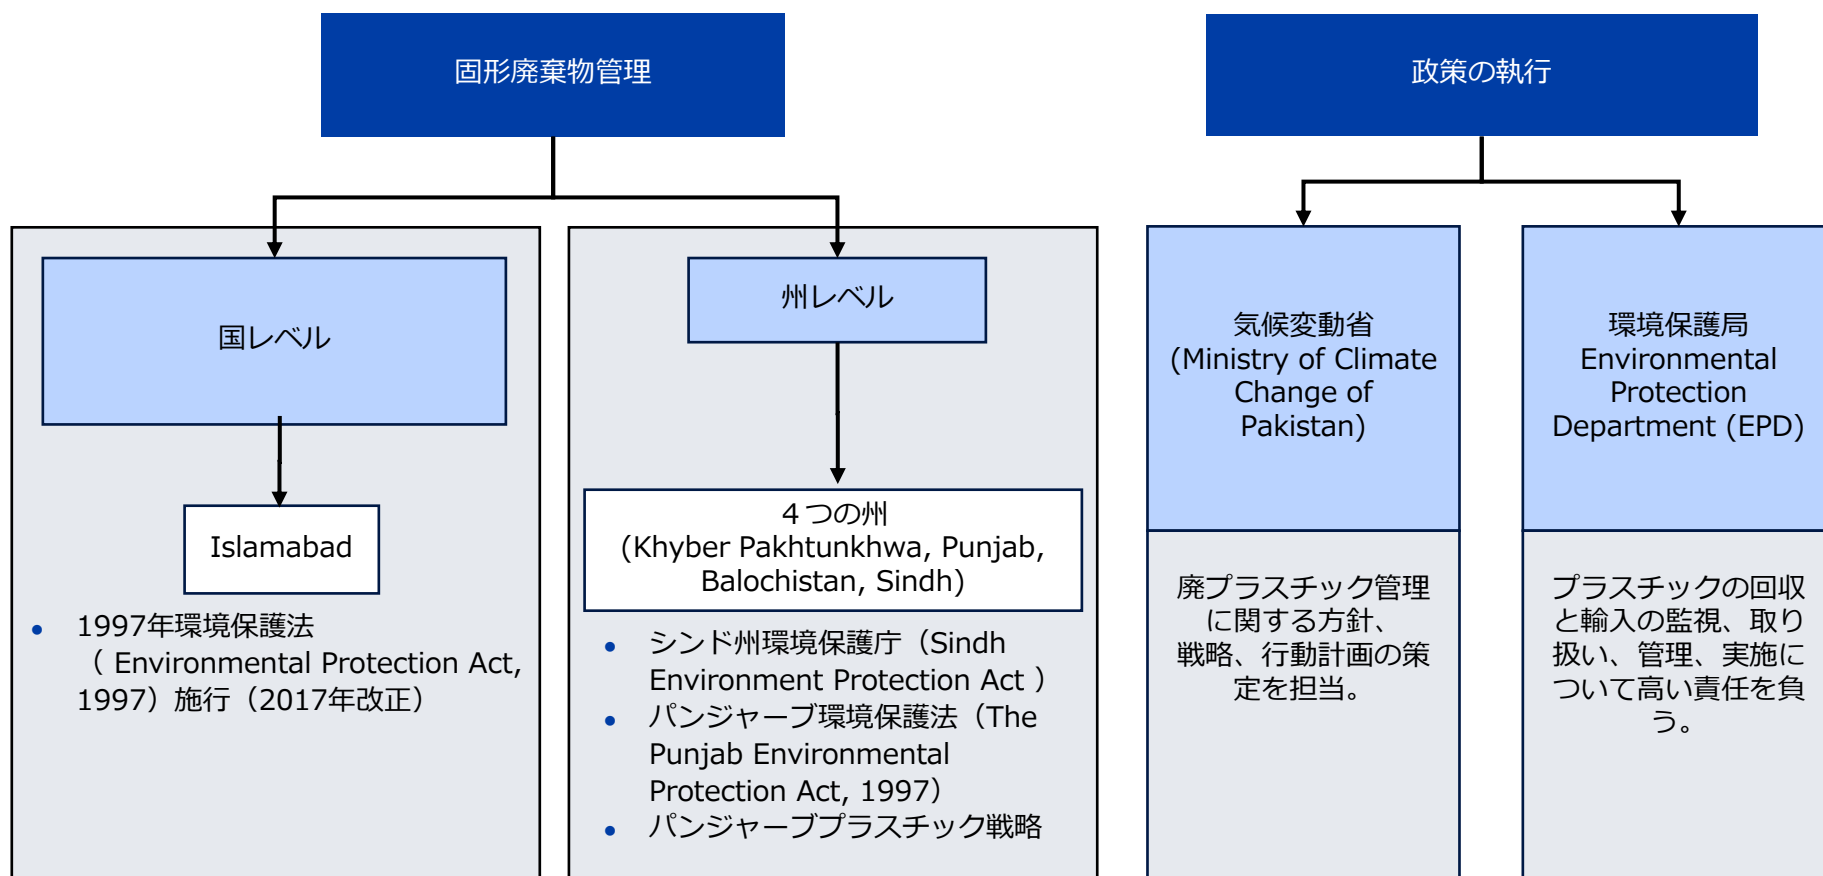 固形廃棄物管理
政策の執行
国レベル
Islamabad
● 1997年環境保護法
（ Environmental Protection Act,
1997）施行（2017年改正）
州レベル
４つの州
(Khyber Pakhtunkhwa, Punjab,
Balochistan, Sindh)
● シンド州環境保護庁（Sindh
Environment Protection Act ）
● パンジャーブ環境保護法（The
Punjab Environmental
Protection Act, 1997）
● パンジャーブプラスチック戦略
気候変動省
(Ministry of Climate
Change of
Pakistan)
廃プラスチック管理
に関する方針、
戦略、行動計画の策
定を担当。
環境保護局
Environmental
Protection
Department (EPD)
プラスチックの回収
と輸入の監視、取り
扱い、管理、実施に
ついて高い責任を負
う。